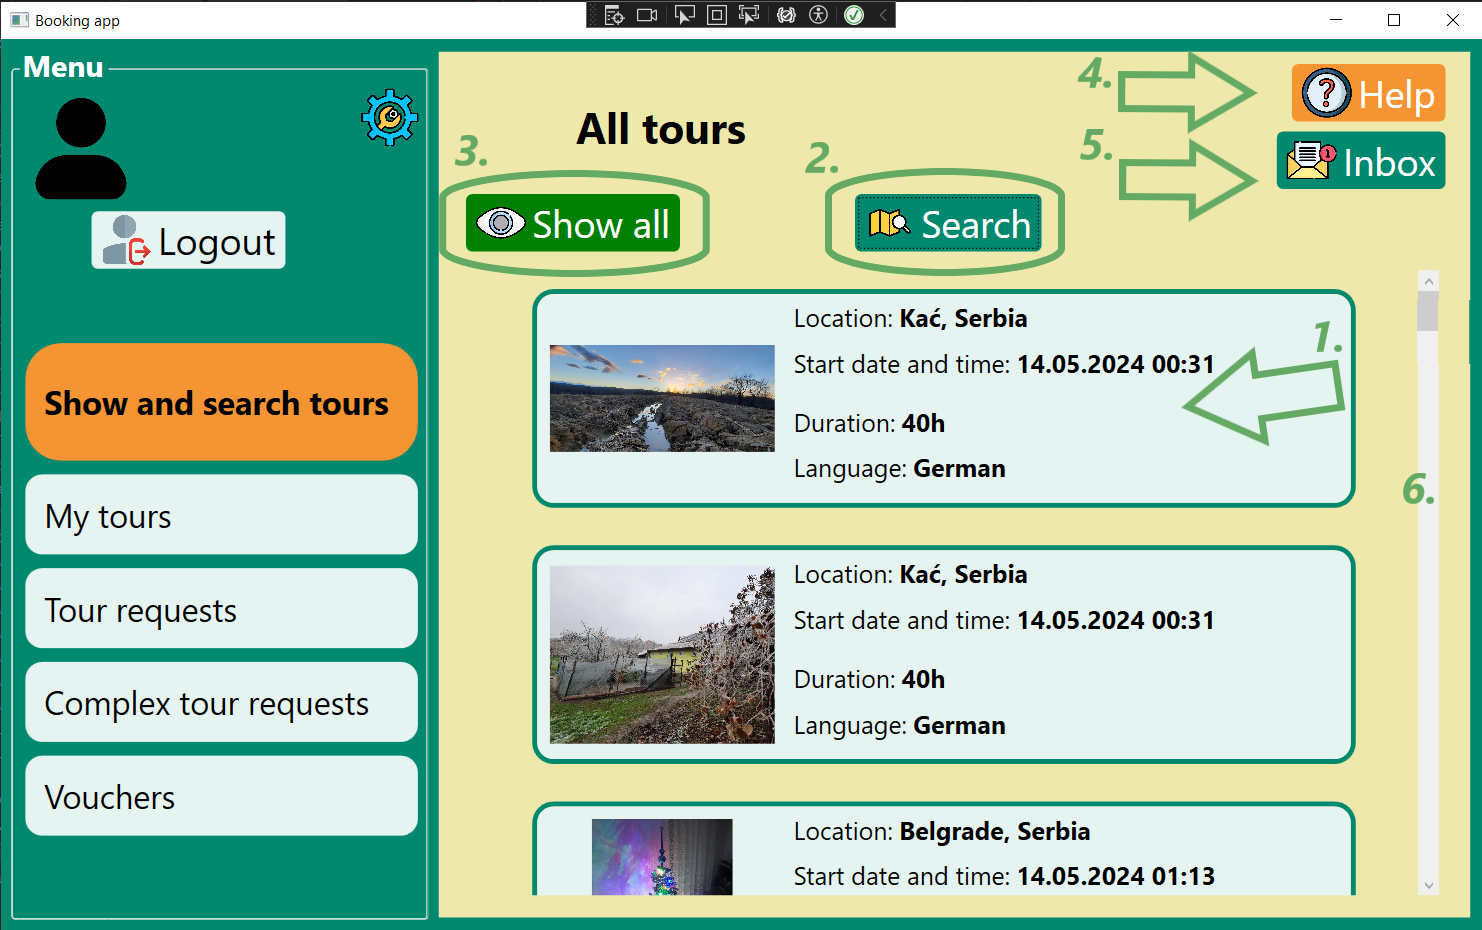 Booking app
Menu
Logout
Show and search tours
My tours
Tour requests
Complex tour requests
Vouchers
All tours
3.
Show all
2.
Search
4.
? Help
5.
1 Inbox
Location: Kać, Serbia
Start date and time: 14.05.2024 00:31
Duration: 40h
Language: German
1.
6.
Location: Kać, Serbia
Start date and time: 14.05.2024 00:31
Duration: 40h
Language: German
Location: Belgrade, Serbia
Start date and time: 14.05.2024 01:13